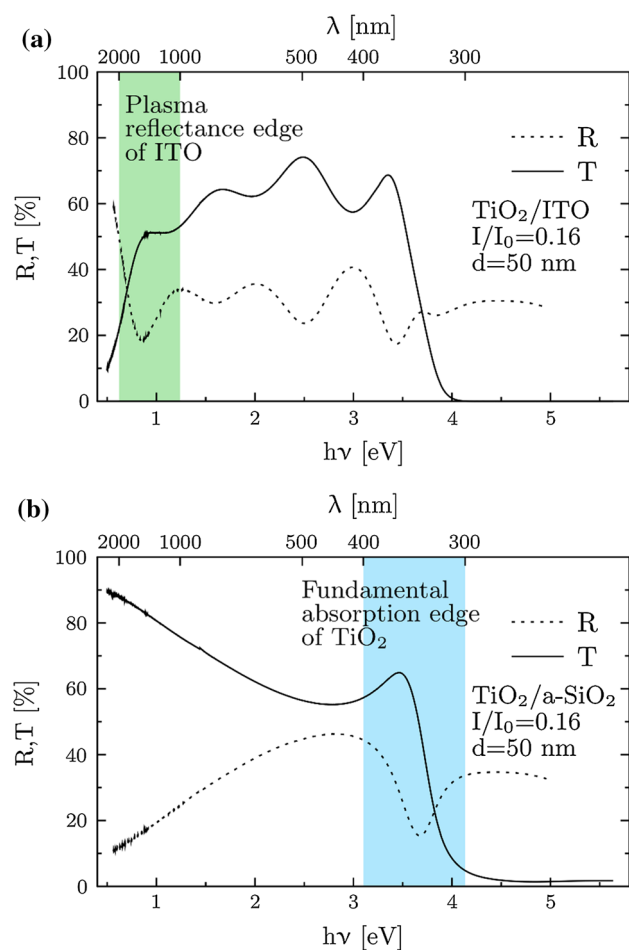 (a)
λ [nm]
2000 1000 500 400 300
100
80
60
40
20
0
R,T [%]
Plasma
reflectance edge
of ITO
R
T
TiO₂/ITO
I/I₀=0.16
d=50 nm
1 2 3 4 5
hν [eV]
(b)
λ [nm]
2000 1000 500 400 300
100
80
60
40
20
0
R,T [%]
Fundamental
absorption edge
of TiO₂
R
T
TiO₂/a-SiO₂
I/I₀=0.16
d=50 nm
1 2 3 4 5
hν [eV]